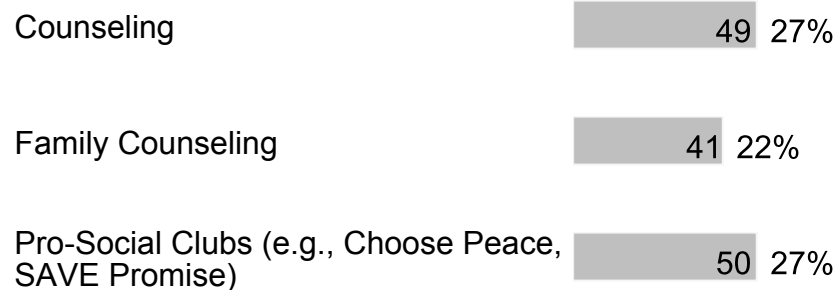 Counseling 49 27%
Family Counseling 41 22%
Pro-Social Clubs (e.g., Choose Peace,
SAVE Promise) 50 27%